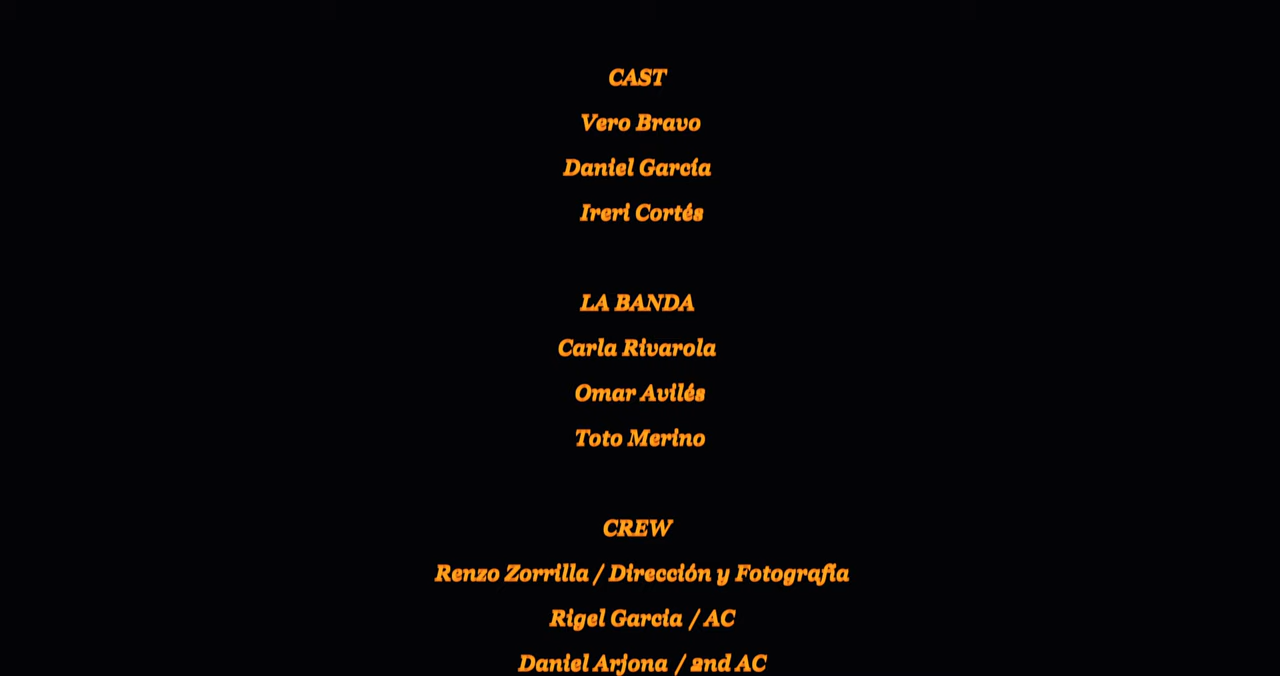 CAST
Vero Bravo
Daniel García
Ireri Cortés
LA BANDA
Carla Rivarola
Omar Avilés
Toto Merino
CREW
Renzo Zorrilla / Dirección y Fotografía
Rigel Garcia / AC
Daniel Arjona / 2nd AC